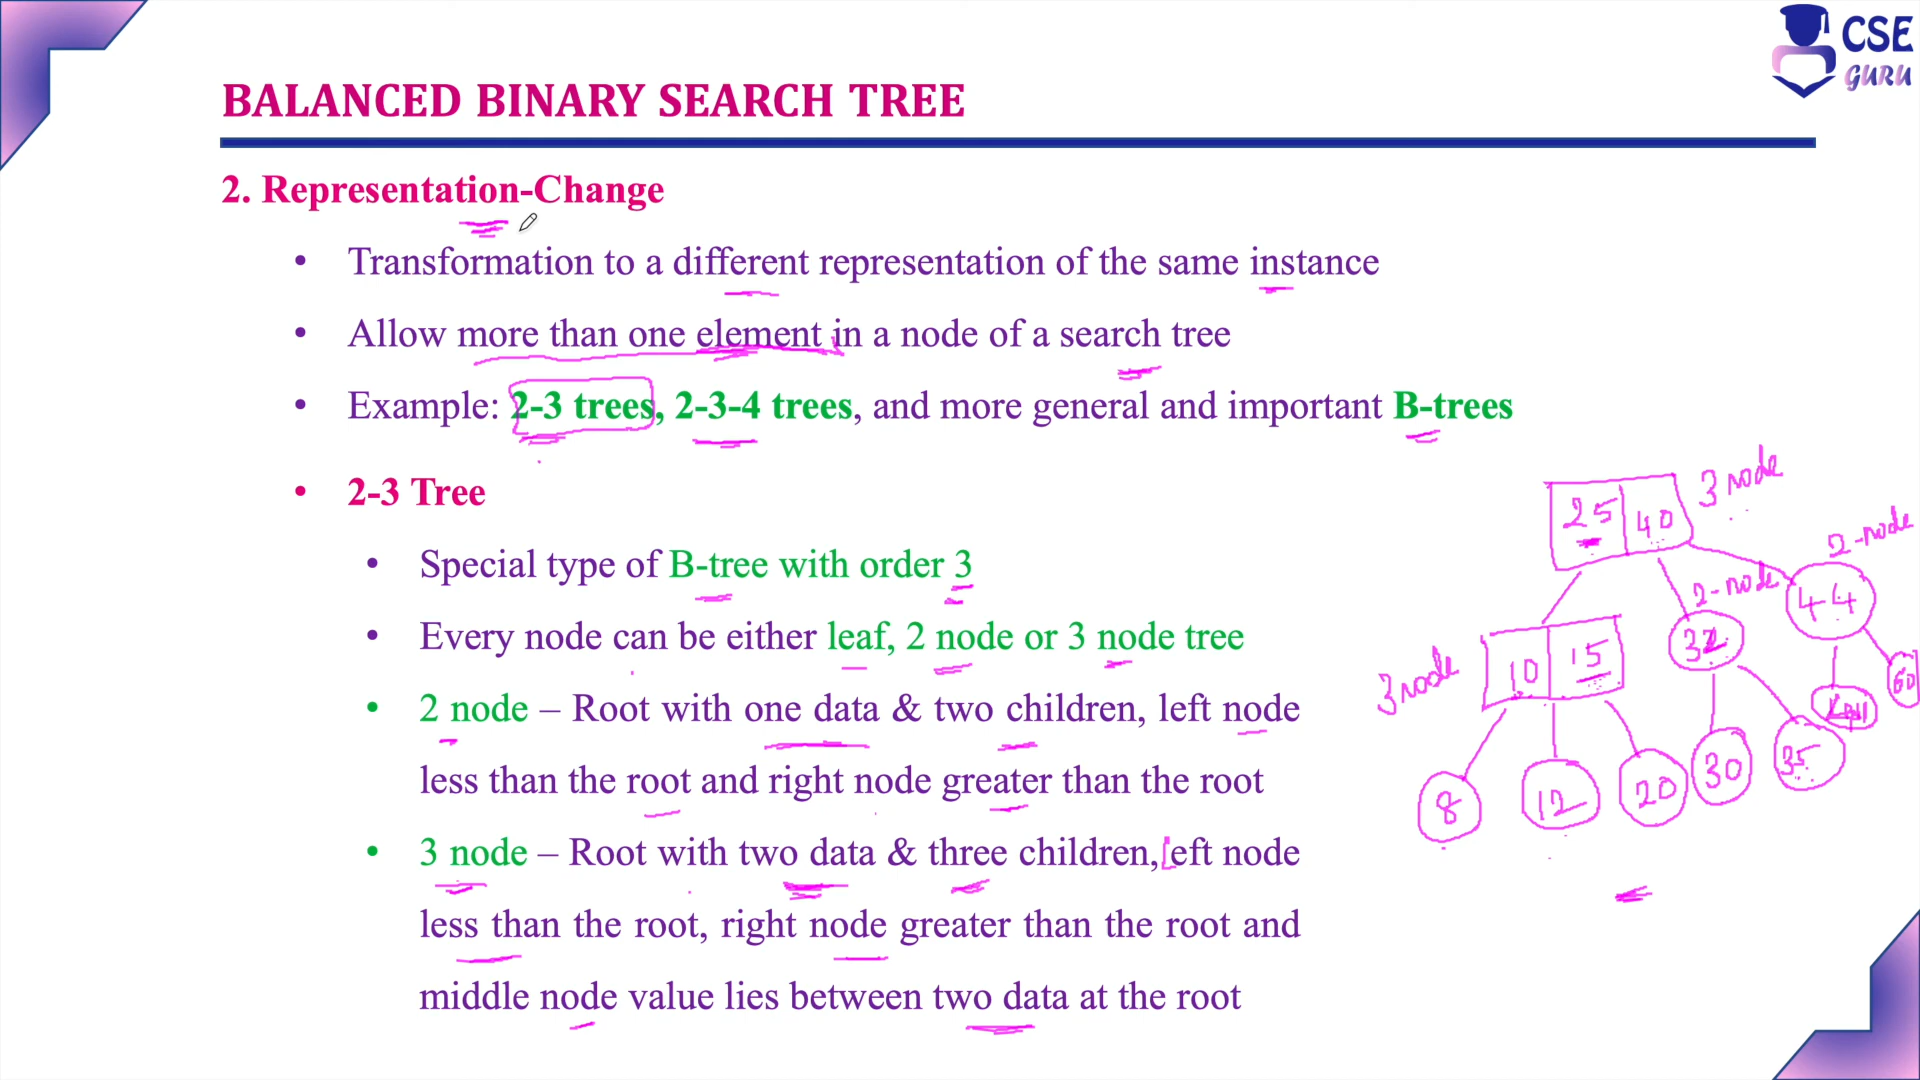 CSE
GURU
BALANCED BINARY SEARCH TREE
2. Representation-Change
• Transformation to a different representation of the same instance
• Allow more than one element in a node of a search tree
• Example: 2-3 trees, 2-3-4 trees, and more general and important B-trees
• 2-3 Tree
• Special type of B-tree with order 3
• Every node can be either leaf, 2 node or 3 node tree
• 2 node – Root with one data & two children, left node
less than the root and right node greater than the root
• 3 node – Root with two data & three children, left node
less than the root, right node greater than the root and
middle node value lies between two data at the root
25 40 3 node
2-node
2-node 44
3 node 10 15 32
60
8 12 20 30 35